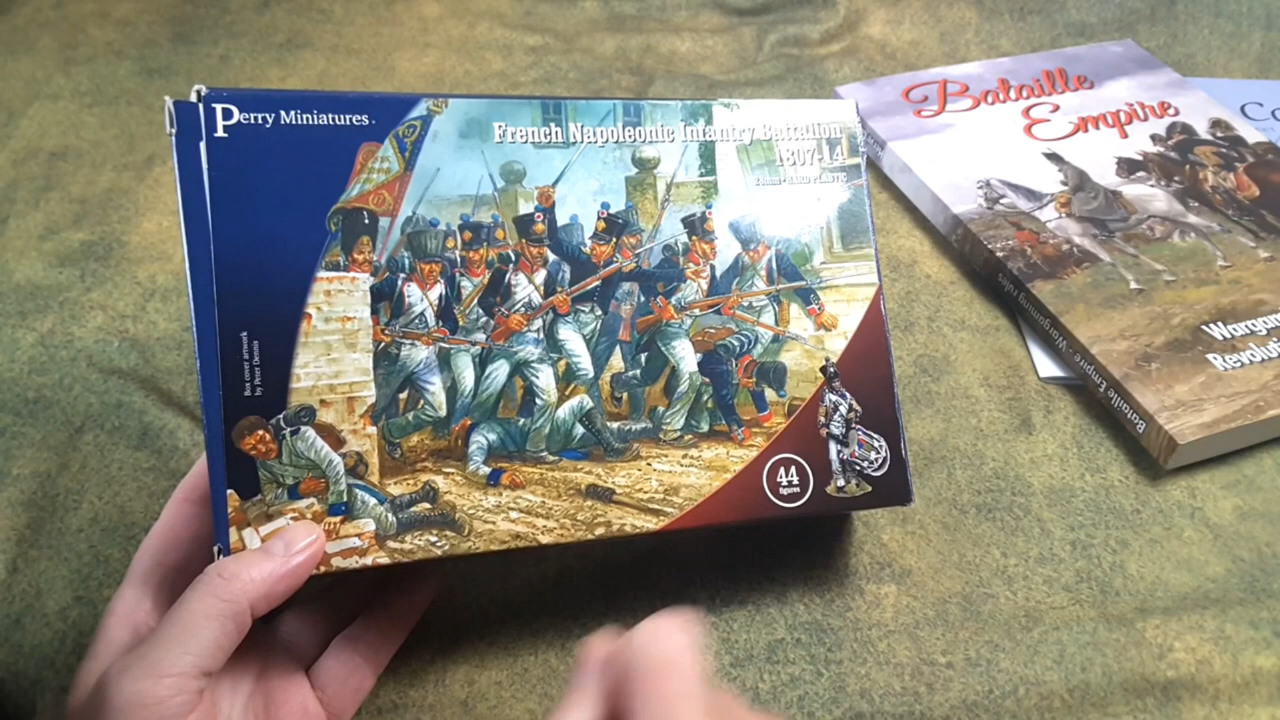 Perry Miniatures
French Napoleonic Infantry Battalion
1807-14
28mm • HARD PLASTIC
Box cover artwork
by Peter Dennis
44
figures
Bataille
Empire
Bataille Empire: Wargaming rules